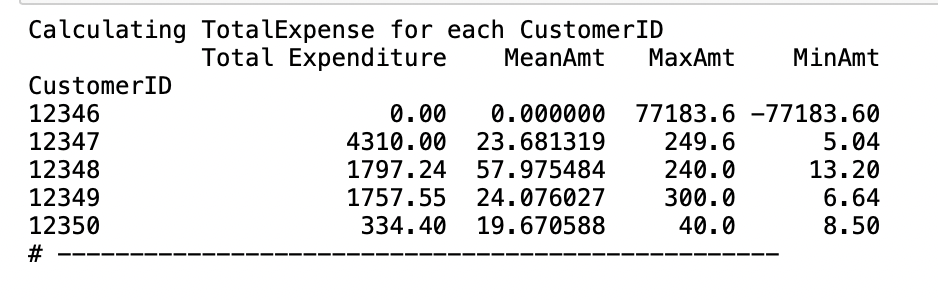 Calculating TotalExpense for each CustomerID
Total Expenditure MeanAmt MaxAmt MinAmt
CustomerID
12346 0.00 0.000000 77183.6 -77183.60
12347 4310.00 23.681319 249.6 5.04
12348 1797.24 57.975484 240.0 13.20
12349 1757.55 24.076027 300.0 6.64
12350 334.40 19.670588 40.0 8.50
# --------------------------------------------------